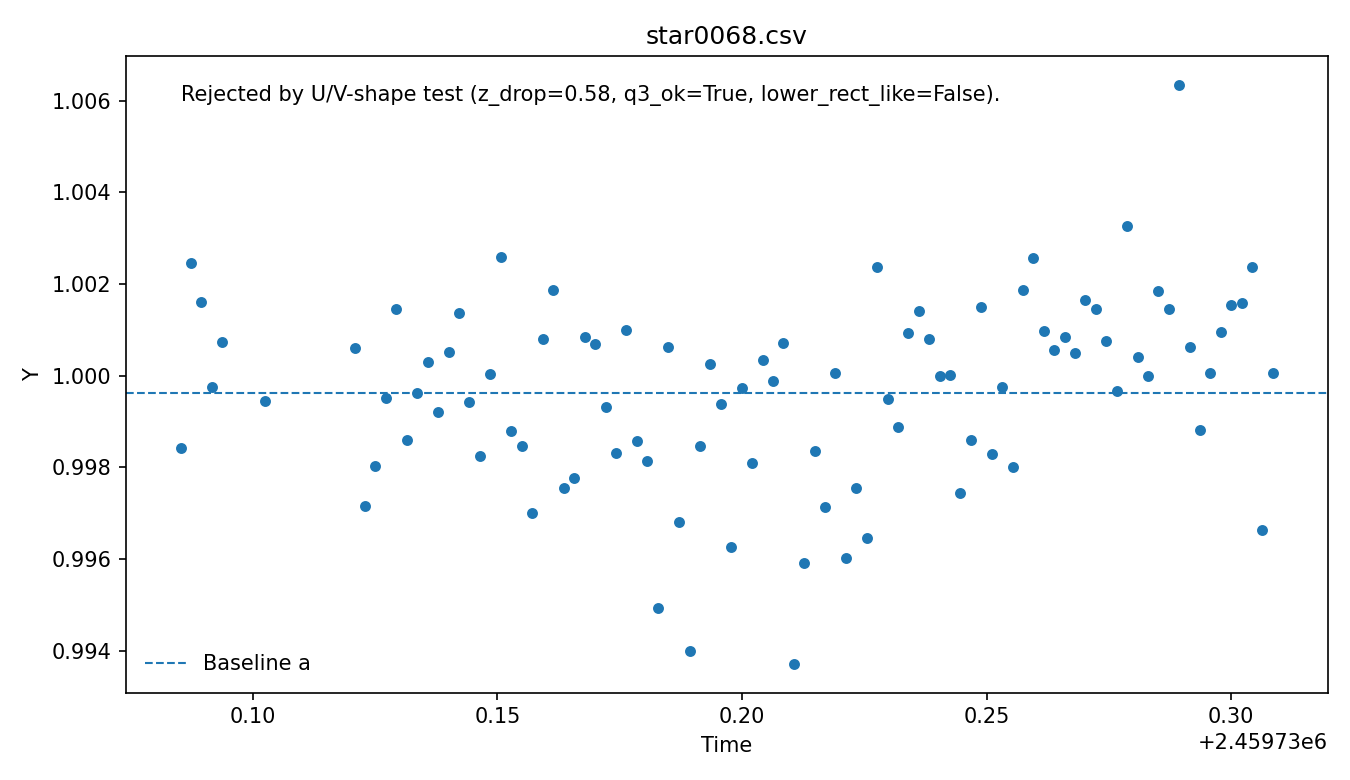 star0068.csv
Rejected by U/V-shape test (z_drop=0.58, q3_ok=True, lower_rect_like=False).
1.006
1.004
1.002
1.000
0.998
0.996
0.994
Y
Baseline a
0.10
0.15
0.20
0.25
0.30
Time
+2.45973e6